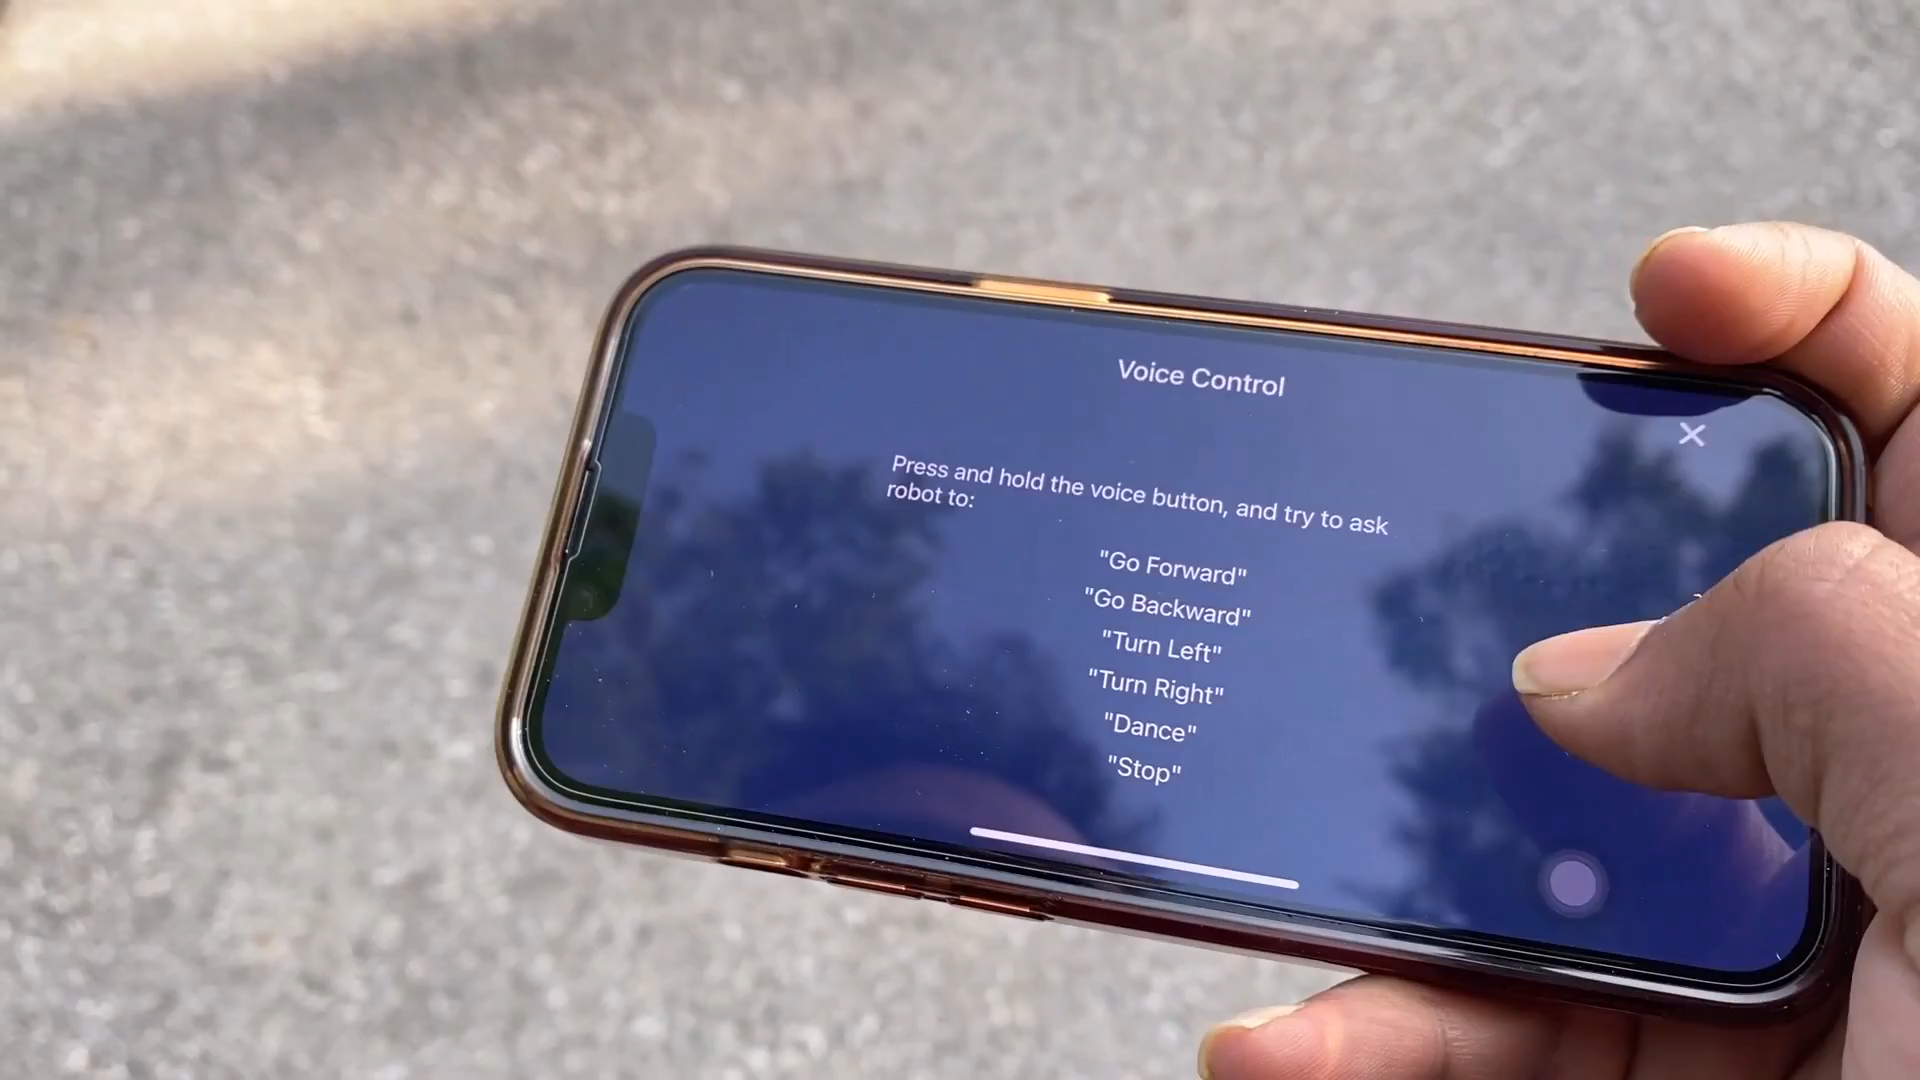 Voice Control
Press and hold the voice button, and try to ask
robot to:
"Go Forward"
"Go Backward"
"Turn Left"
"Turn Right"
"Dance"
"Stop"